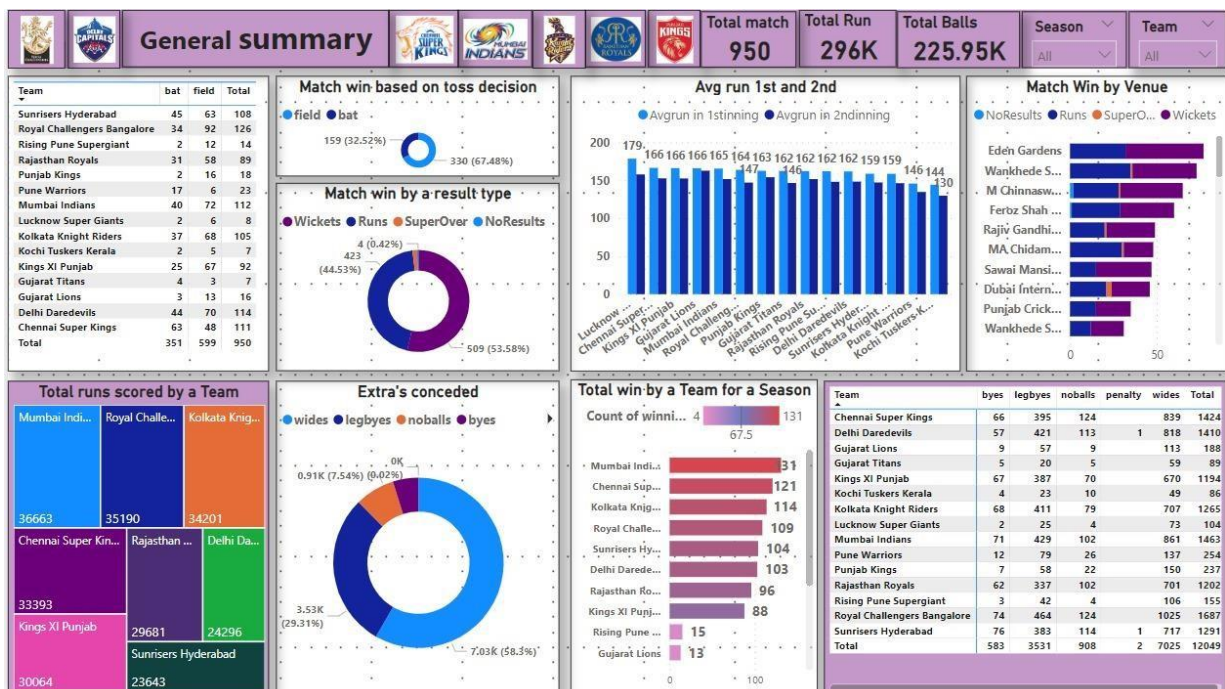 General summary
DELHI CAPITALS
CHENNAI SUPER KINGS
MUMBAI INDIANS
Knight Riders
RR
ROYALS
KINGS
Total match
950
Total Run
296K
Total Balls
225.95K
Season
All
Team
All
Team bat field Total
Sunrisers Hyderabad 45 63 108
Royal Challengers Bangalore 34 92 126
Rising Pune Supergiant 2 12 14
Rajasthan Royals 31 58 89
Punjab Kings 2 16 18
Pune Warriors 17 6 23
Mumbai Indians 40 72 112
Lucknow Super Giants 2 6 8
Kolkata Knight Riders 37 68 105
Kochi Tuskers Kerala 2 5 7
Kings XI Punjab 25 67 92
Gujarat Titans 4 3 7
Gujarat Lions 3 13 16
Delhi Daredevils 44 70 114
Chennai Super Kings 63 48 111
Total 351 599 950
Match win based on toss decision
field bat
159 (32.52%)
330 (67.48%)
Match win by a result type
Wickets Runs SuperOver NoResults
4 (0.42%)
423
(44.53%)
509 (53.58%)
Avg run 1st and 2nd
Avgrun in 1stinning Avgrun in 2ndinning
200
150
100
50
0
179 166 166 166 165 164 163 162 162 162 162 159 159 146 144
147 146 130
Lucknow ...
Chennai Super...
Kings XI Punjab
Gujarat Lions
Mumbai Indians
Royal Challeng...
Punjab Kings
Gujarat Titans
Rajasthan Royals
Rising Pune Su...
Delhi Daredevils
Sunrisers Hyder...
Kolkata Knight ...
Pune Warriors
Kochi Tuskers K...
Match Win by Venue
NoResults Runs SuperO... Wickets
Eden Gardens
Wankhede S...
M Chinnasw...
Feroz Shah ...
Rajiv Gandhi...
MA Chidam...
Sawai Mansi...
Dubai Intern...
Punjab Crick...
Wankhede S...
0 50
Total runs scored by a Team
Mumbai Indi...
36663
Royal Challe...
35190
Kolkata Knig...
34201
Chennai Super Kin...
33393
Rajasthan ...
29681
Delhi Da...
24296
Kings XI Punjab
30064
Sunrisers Hyderabad
23643
Extra's conceded
wides legbyes noballs byes
0K
0.91K (7.54%) (0.02%)
3.53K
(29.31%)
7.03K (58.3%)
Total win by a Team for a Season
Count of winni... 4 131
67.5
Mumbai Indi... 131
Chennai Sup... 121
Kolkata Knig... 114
Royal Challe... 109
Sunrisers Hy... 104
Delhi Darede... 103
Rajasthan Ro... 96
Kings XI Punj... 88
Rising Pune ... 15
Gujarat Lions 13
0 100
Team byes legbyes noballs penalty wides Total
Chennai Super Kings 66 395 124 839 1424
Delhi Daredevils 57 421 113 1 818 1410
Gujarat Lions 9 57 9 113 188
Gujarat Titans 5 20 5 59 89
Kings XI Punjab 67 387 70 670 1194
Kochi Tuskers Kerala 4 23 10 49 86
Kolkata Knight Riders 68 411 79 707 1265
Lucknow Super Giants 2 25 4 73 104
Mumbai Indians 71 429 102 861 1463
Pune Warriors 12 79 26 137 254
Punjab Kings 7 58 22 150 237
Rajasthan Royals 62 337 102 701 1202
Rising Pune Supergiant 3 42 4 106 155
Royal Challengers Bangalore 74 464 124 1025 1687
Sunrisers Hyderabad 76 383 114 1 717 1291
Total 583 3531 908 2 7025 12049